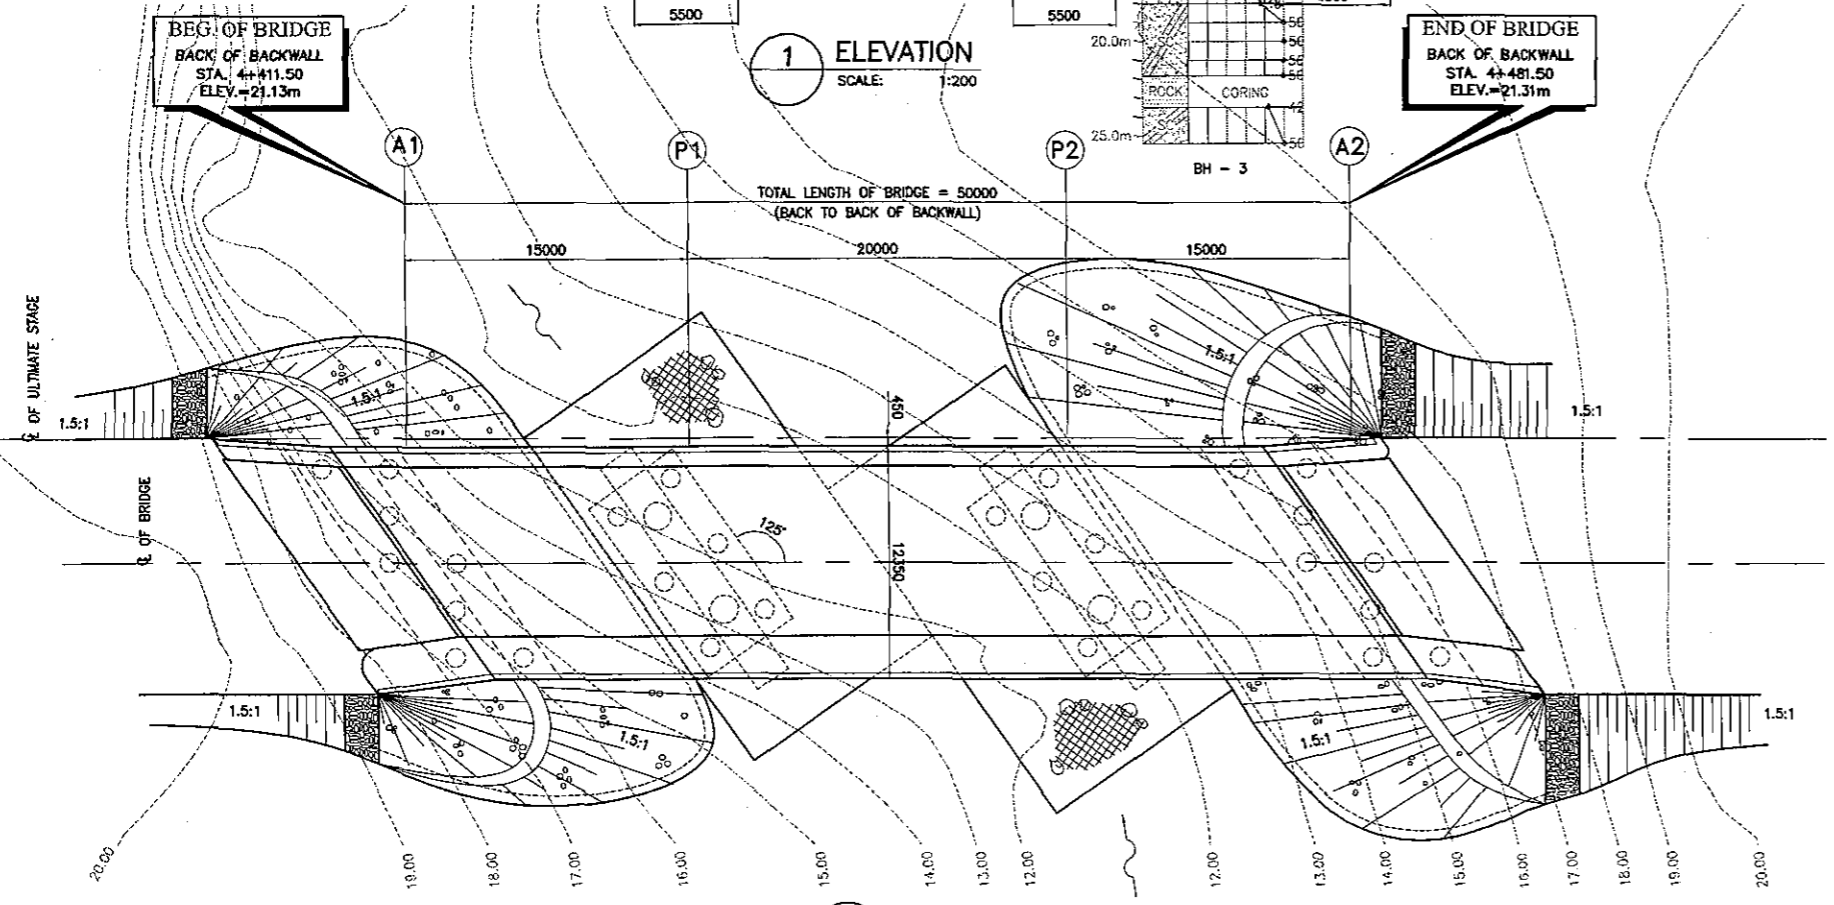 5500
5500
BEG. OF BRIDGE
BACK OF BACKWALL
STA. 4+411.50
ELEV.=21.13m
1
ELEVATION
SCALE: 1:200
20.0m
56
56
56
ROCK
CORING
25.0m
56
BH - 3
END OF BRIDGE
BACK OF BACKWALL
STA. 4+481.50
ELEV.=21.31m
A1
P1
P2
A2
TOTAL LENGTH OF BRIDGE = 50000
(BACK TO BACK OF BACKWALL)
15000
20000
15000
℄ OF ULTIMATE STAGE
1.5:1
1.5:1
450
1.5:1
1.5:1
℄ OF BRIDGE
125°
12350
1.5:1
1.5:1
1.5:1
1.5:1
20.00
19.00
18.00
17.00
16.00
15.00
14.00
13.00
12.00
12.00
13.00
14.00
15.00
16.00
17.00
18.00
19.00
20.00